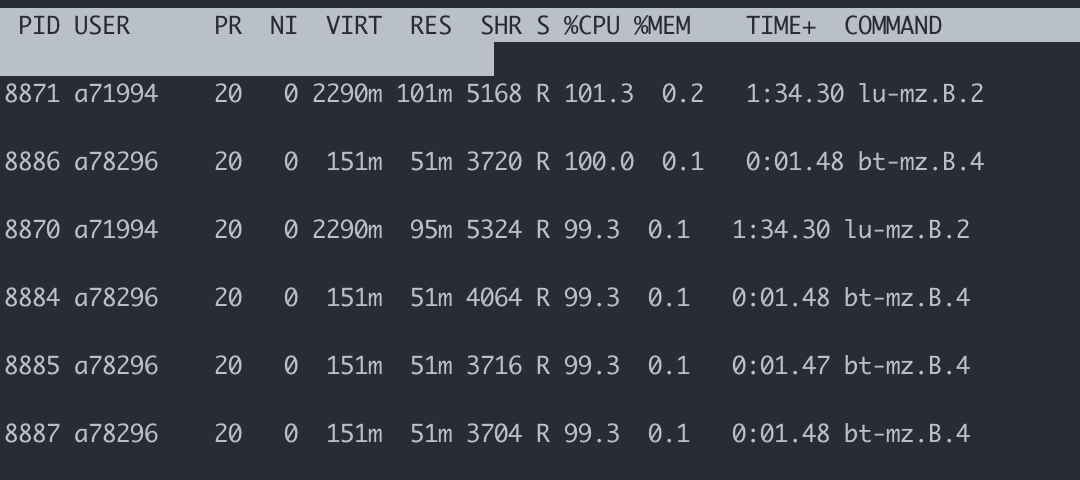 PID USER PR NI VIRT RES SHR S %CPU %MEM TIME+ COMMAND
8871 a71994 20 0 2290m 101m 5168 R 101.3 0.2 1:34.30 lu-mz.B.2
8886 a78296 20 0 151m 51m 3720 R 100.0 0.1 0:01.48 bt-mz.B.4
8870 a71994 20 0 2290m 95m 5324 R 99.3 0.1 1:34.30 lu-mz.B.2
8884 a78296 20 0 151m 51m 4064 R 99.3 0.1 0:01.48 bt-mz.B.4
8885 a78296 20 0 151m 51m 3716 R 99.3 0.1 0:01.47 bt-mz.B.4
8887 a78296 20 0 151m 51m 3704 R 99.3 0.1 0:01.48 bt-mz.B.4